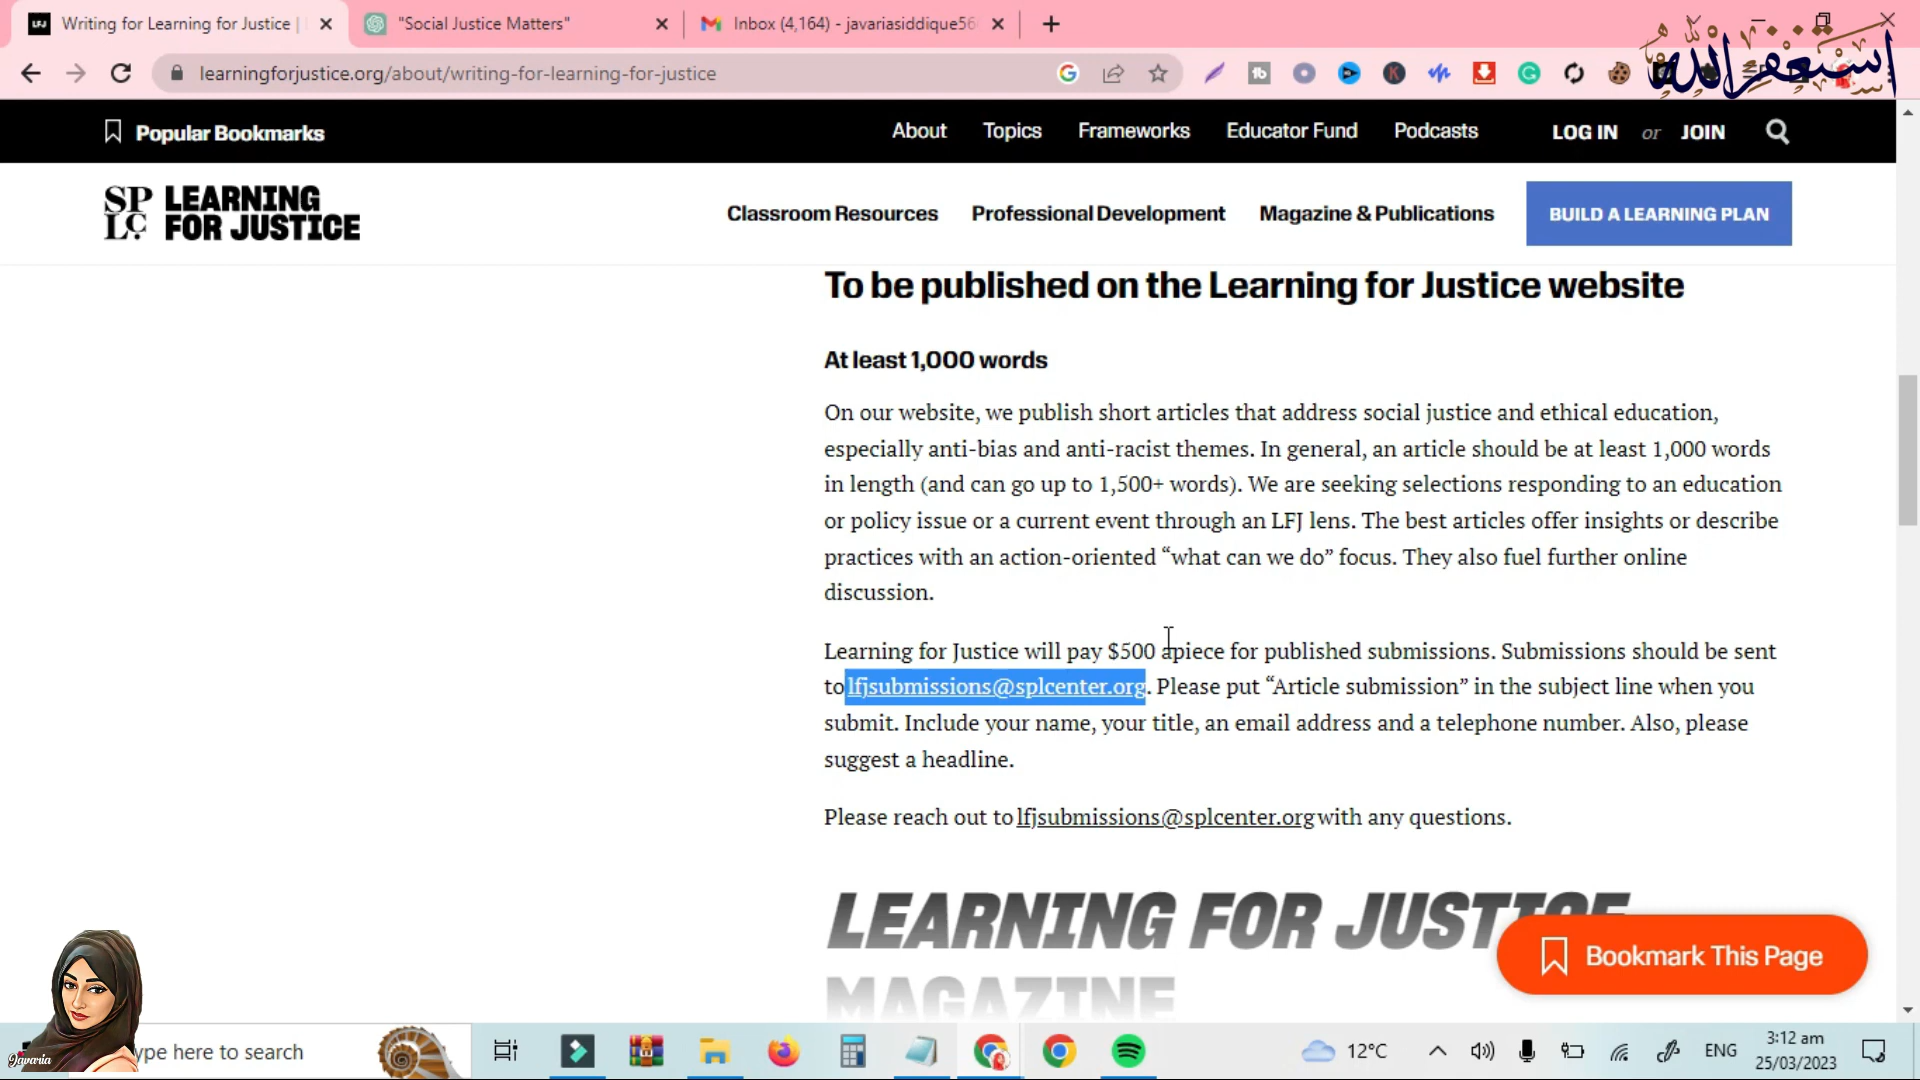 Writing for Learning for Justice |
"Social Justice Matters"
Inbox (4,164) - javariasiddique56
learningforjustice.org/about/writing-for-learning-for-justice
أستغفر الله
Popular Bookmarks
About Topics Frameworks Educator Fund Podcasts LOG IN or JOIN
SPLC LEARNING FOR JUSTICE
Classroom Resources Professional Development Magazine & Publications BUILD A LEARNING PLAN
To be published on the Learning for Justice website
At least 1,000 words
On our website, we publish short articles that address social justice and ethical education,
especially anti-bias and anti-racist themes. In general, an article should be at least 1,000 words
in length (and can go up to 1,500+ words). We are seeking selections responding to an education
or policy issue or a current event through an LFJ lens. The best articles offer insights or describe
practices with an action-oriented “what can we do” focus. They also fuel further online
discussion.
Learning for Justice will pay $500 apiece for published submissions. Submissions should be sent
to lfjsubmissions@splcenter.org. Please put “Article submission” in the subject line when you
submit. Include your name, your title, an email address and a telephone number. Also, please
suggest a headline.
Please reach out to lfjsubmissions@splcenter.org with any questions.
LEARNING FOR JUSTICE
MAGAZINE
Bookmark This Page
Javaria
ype here to search
12°C
ENG
3:12 am
25/03/2023